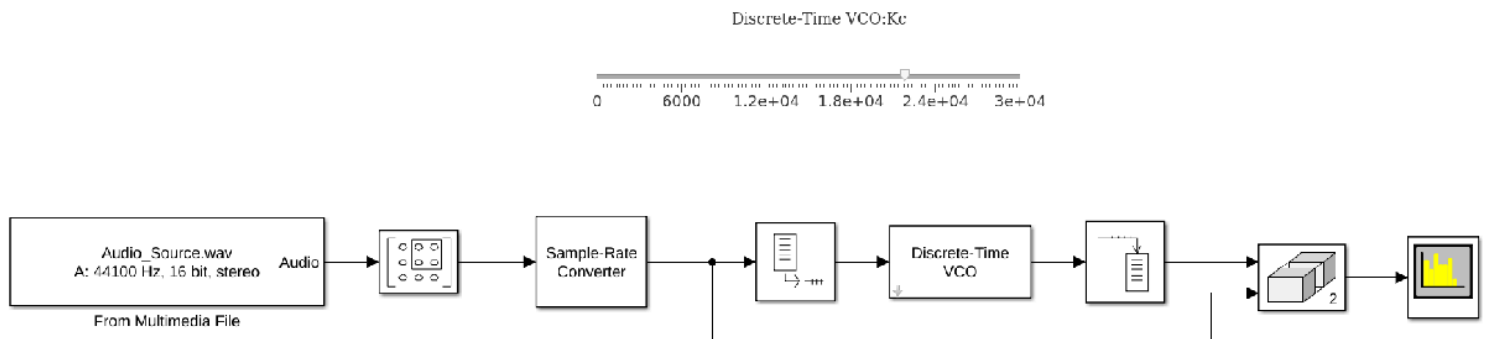 Discrete-Time VCO:Kc
0 6000 1.2e+04 1.8e+04 2.4e+04 3e+04
Audio_Source.wav
A: 44100 Hz, 16 bit, stereo
Audio
From Multimedia File
Sample-Rate
Converter
Discrete-Time
VCO
2